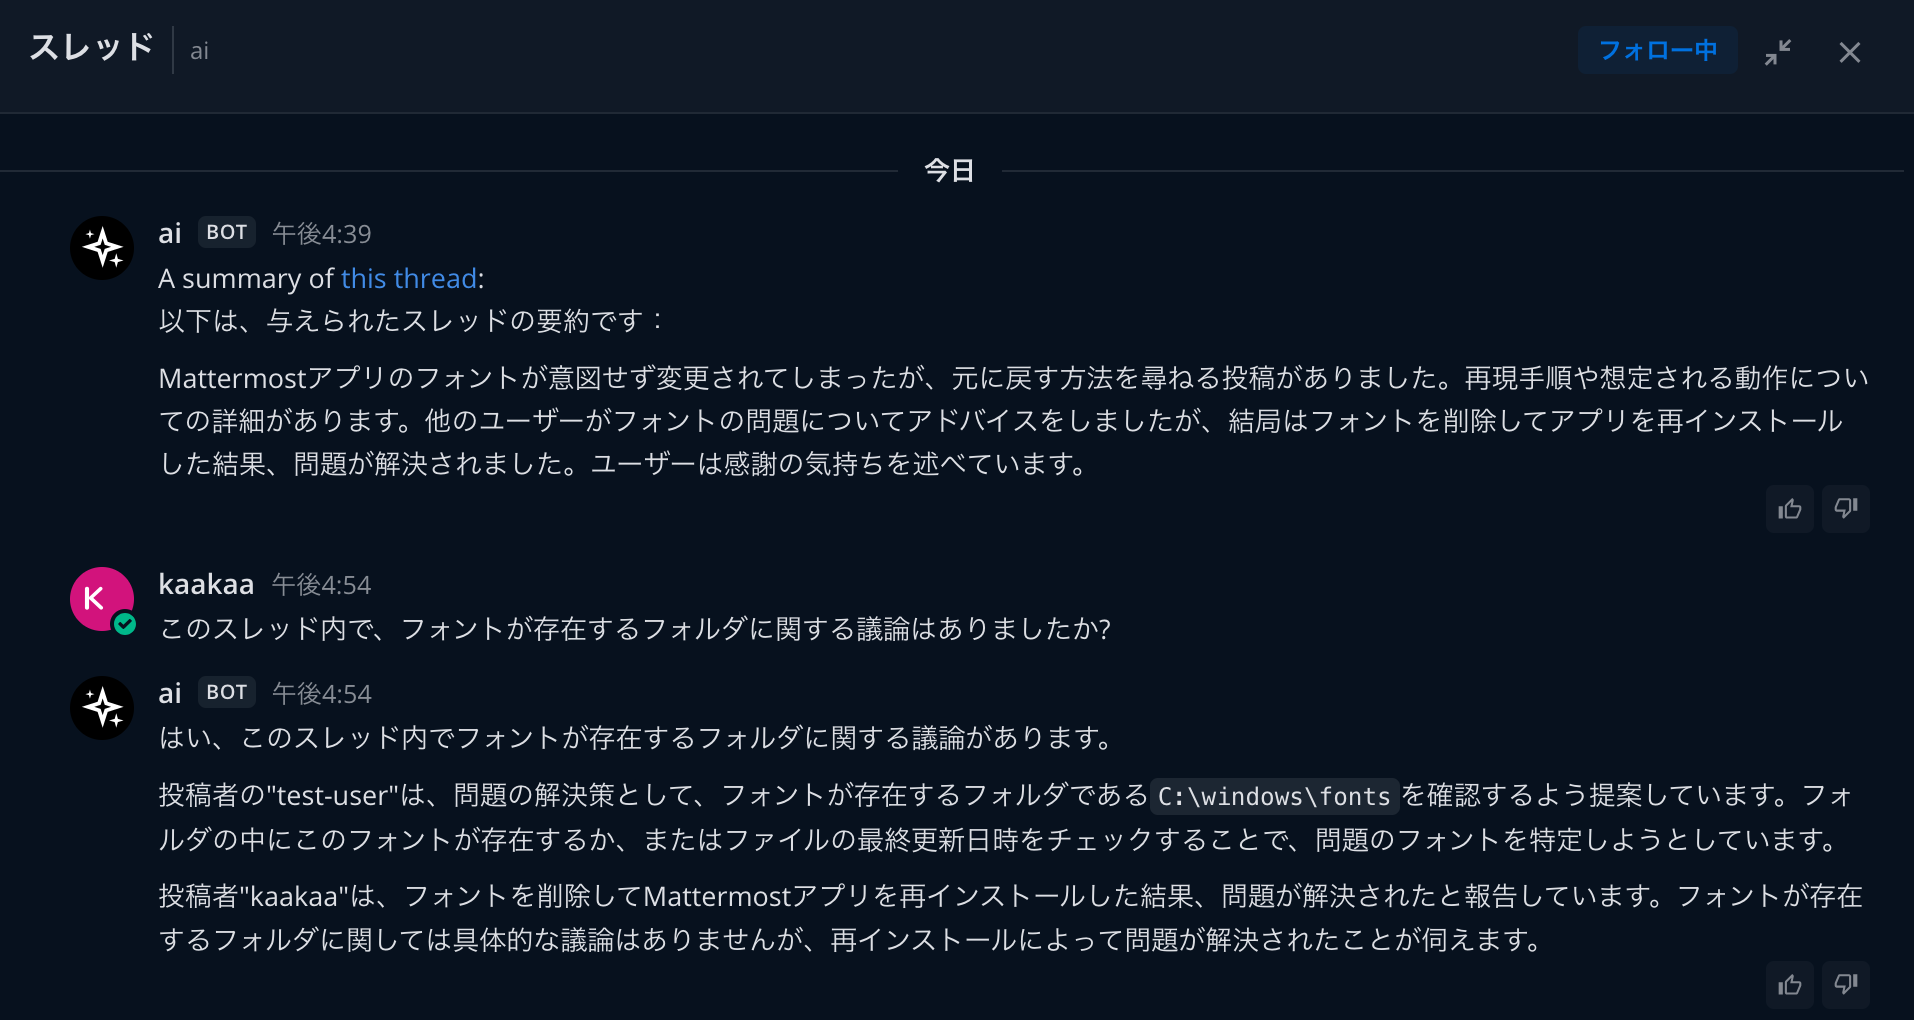 スレッド ai フォロー中
今日
ai BOT 午後4:39
A summary of this thread:
以下は、与えられたスレッドの要約です：
Mattermostアプリのフォントが意図せず変更されてしまったが、元に戻す方法を尋ねる投稿がありました。再現手順や想定される動作につい
ての詳細があります。他のユーザーがフォントの問題についてアドバイスをしましたが、結局はフォントを削除してアプリを再インストール
した結果、問題が解決されました。ユーザーは感謝の気持ちを述べています。
K kaakaa 午後4:54
このスレッド内で、フォントが存在するフォルダに関する議論はありましたか?
ai BOT 午後4:54
はい、このスレッド内でフォントが存在するフォルダに関する議論があります。
投稿者の"test-user"は、問題の解決策として、フォントが存在するフォルダであるC:\windows\fontsを確認するよう提案しています。フォ
ルダの中にこのフォントが存在するか、またはファイルの最終更新日時をチェックすることで、問題のフォントを特定しようとしています。
投稿者"kaakaa"は、フォントを削除してMattermostアプリを再インストールした結果、問題が解決されたと報告しています。フォントが存在
するフォルダに関しては具体的な議論はありませんが、再インストールによって問題が解決されたことが伺えます。